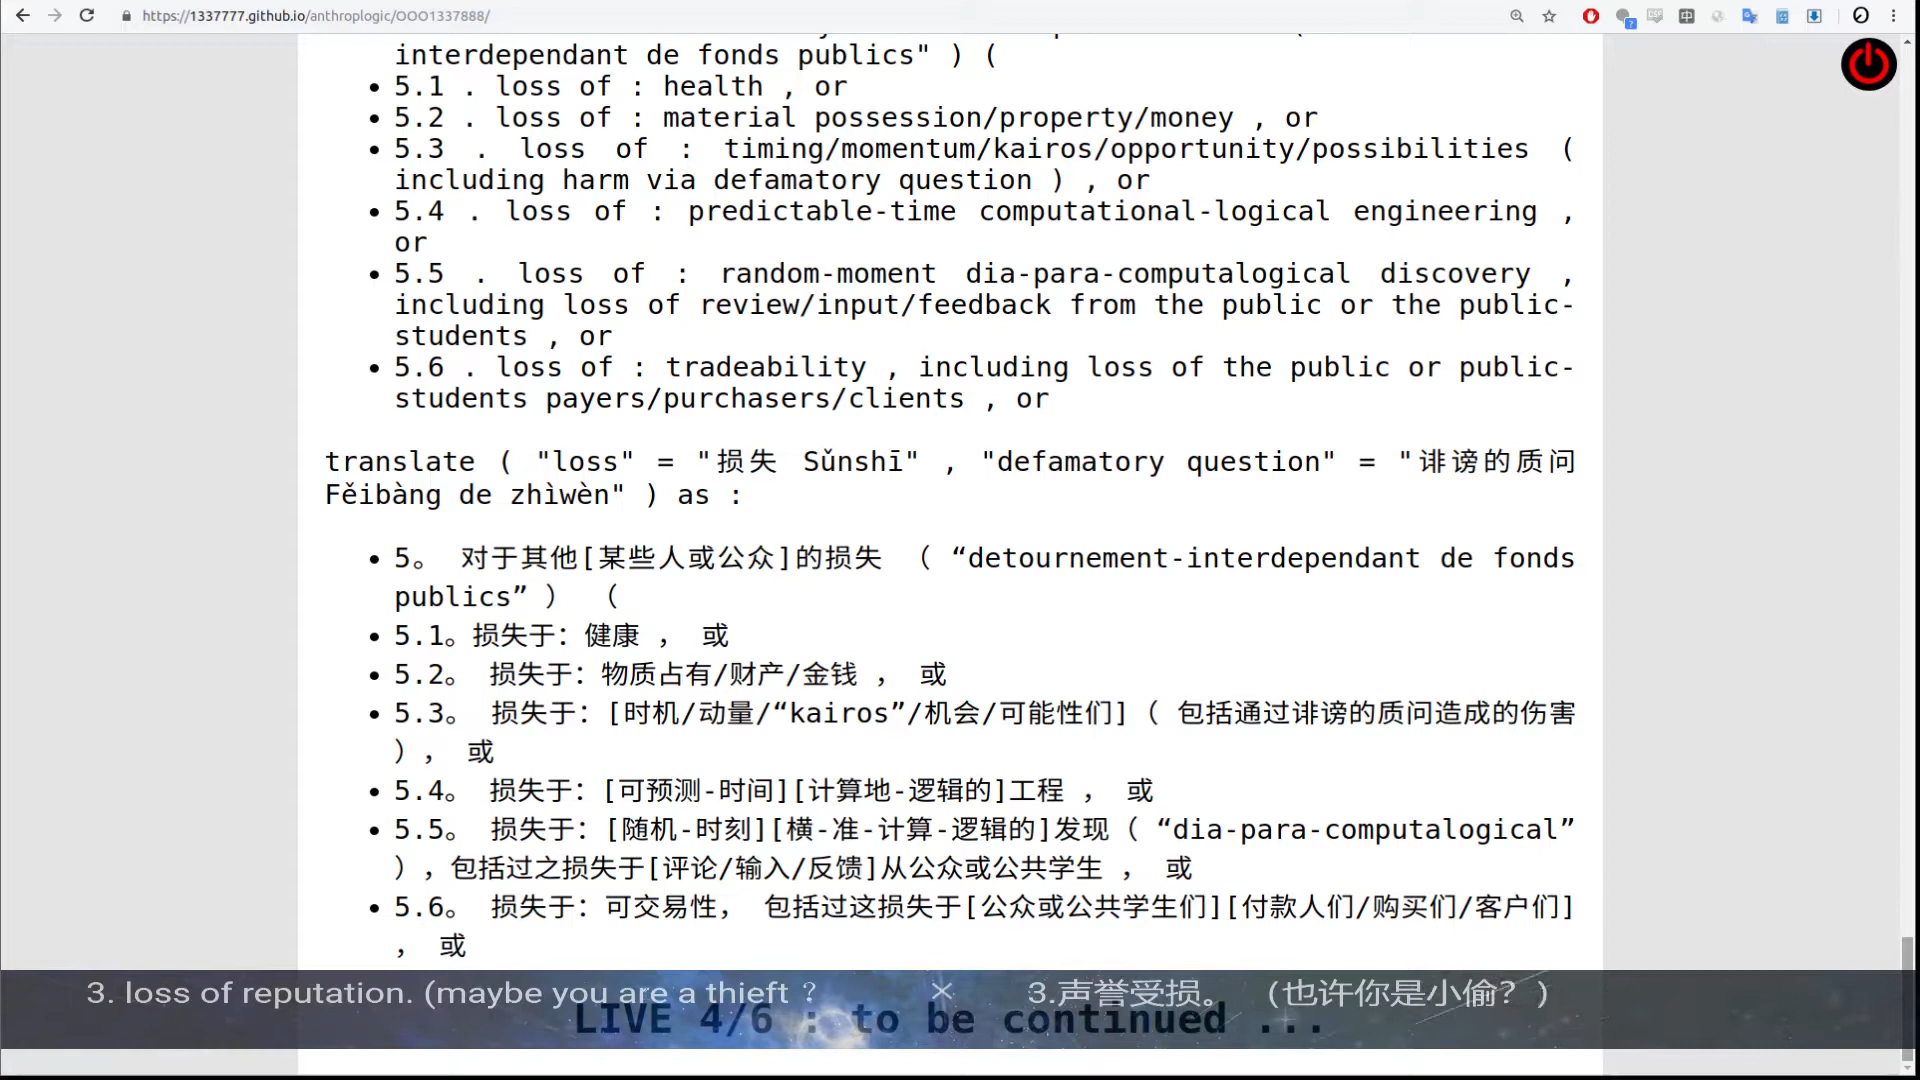 https://1337777.github.io/anthroplogic/OOO1337888/
interdependant de fonds publics" ) (
• 5.1 . loss of : health , or
• 5.2 . loss of : material possession/property/money , or
• 5.3 . loss of : timing/momentum/kairos/opportunity/possibilities (
including harm via defamatory question ) , or
• 5.4 . loss of : predictable-time computational-logical engineering ,
or
• 5.5 . loss of : random-moment dia-para-computalogical discovery ,
including loss of review/input/feedback from the public or the public-
students , or
• 5.6 . loss of : tradeability , including loss of the public or public-
students payers/purchasers/clients , or
translate ( "loss" = "损失 Sǔnshī" , "defamatory question" = "诽谤的质问
Fěibàng de zhìwèn" ) as :
• 5。 对于其他[某些人或公众]的损失 （ “detournement-interdependant de fonds
publics” ） （
• 5.1。损失于：健康 ， 或
• 5.2。 损失于：物质占有/财产/金钱 ， 或
• 5.3。 损失于：[时机/动量/“kairos”/机会/可能性们]（ 包括通过诽谤的质问造成的伤害
）， 或
• 5.4。 损失于：[可预测-时间][计算地-逻辑的]工程 ， 或
• 5.5。 损失于：[随机-时刻][横-准-计算-逻辑的]发现（ “dia-para-computalogical”
），包括过之损失于[评论/输入/反馈]从公众或公共学生 ， 或
• 5.6。 损失于：可交易性， 包括过这损失于[公众或公共学生们][付款人们/购买们/客户们]
， 或
3. loss of reputation. (maybe you are a thieft ？ 3.声誉受损。 （也许你是小偷？)
LIVE 4/6 : to be continued ...